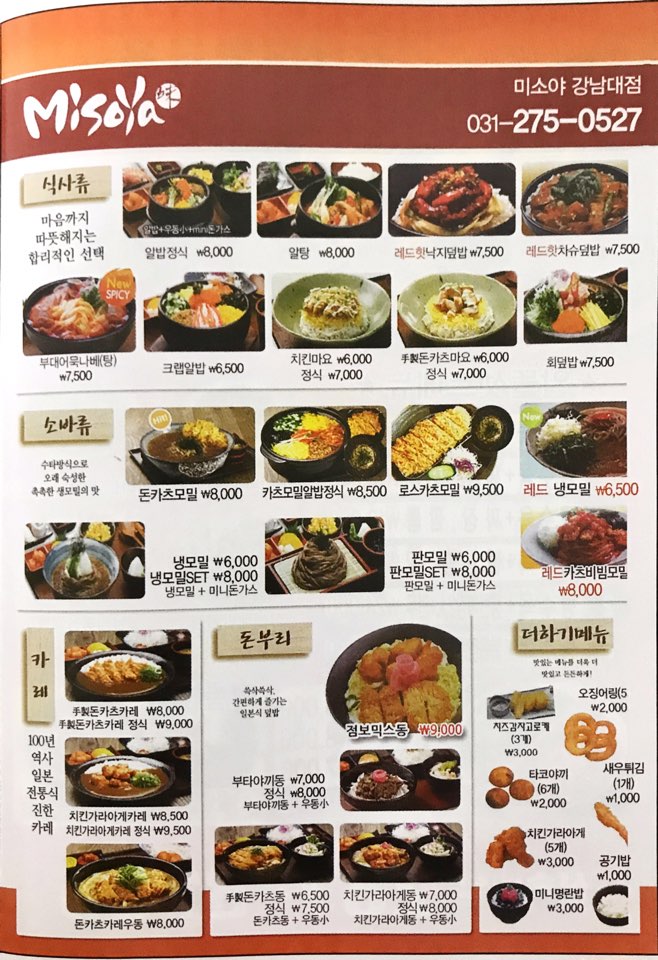 Misoya 味
미소야 강남대점
031-275-0527
식사류
마음까지
따뜻해지는
합리적인 선택
알밥+우동小+mini돈가스
알밥정식 ₩8,000
알탕 ₩8,000
레드핫낙지덮밥 ₩7,500
레드핫차슈덮밥 ₩7,500
New
SPICY
부대어묵나베(탕)
₩7,500
크랩알밥 ₩6,500
치킨마요 ₩6,000
정식 ₩7,000
手製돈카츠마요 ₩6,000
정식 ₩7,000
회덮밥 ₩7,500
소바류
수타방식으로
오래 숙성한
촉촉한 생모밀의 맛
Hit!
돈카츠모밀 ₩8,000
카츠모밀알밥정식 ₩8,500
로스카츠모밀 ₩9,500
New
레드 냉모밀 ₩6,500
냉모밀 ₩6,000
냉모밀SET ₩8,000
냉모밀 + 미니돈가스
판모밀 ₩6,000
판모밀SET ₩8,000
판모밀 + 미니돈가스
레드카츠비빔모밀
₩8,000
카레
100년
역사
일본
전통식
진한
카레
手製돈카츠카레 ₩8,000
手製돈카츠카레 정식 ₩9,000
치킨가라아게카레 ₩8,500
치킨가라아게카레 정식 ₩9,500
돈카츠카레우동 ₩8,000
돈부리
쓱삭쓱삭,
간편하게 즐기는
일본식 덮밥
점보믹스동 ₩9,000
부타야끼동 ₩7,000
정식 ₩8,000
부타야끼동 + 우동小
手製돈카츠동 ₩6,500
정식 ₩7,500
돈카츠동 + 우동小
치킨가라아게동 ₩7,000
정식 ₩8,000
치킨가라아게동 + 우동小
더하기메뉴
맛있는 메뉴를 더욱 더
맛있고 든든하게!
치즈감자고로케
(3개)
₩3,000
오징어링(5
₩2,000
타코야끼
(6개)
₩2,000
새우튀김
(1개)
₩1,000
치킨가라아게
(5개)
₩3,000
공기밥
₩1,000
미니명란밥
₩3,000